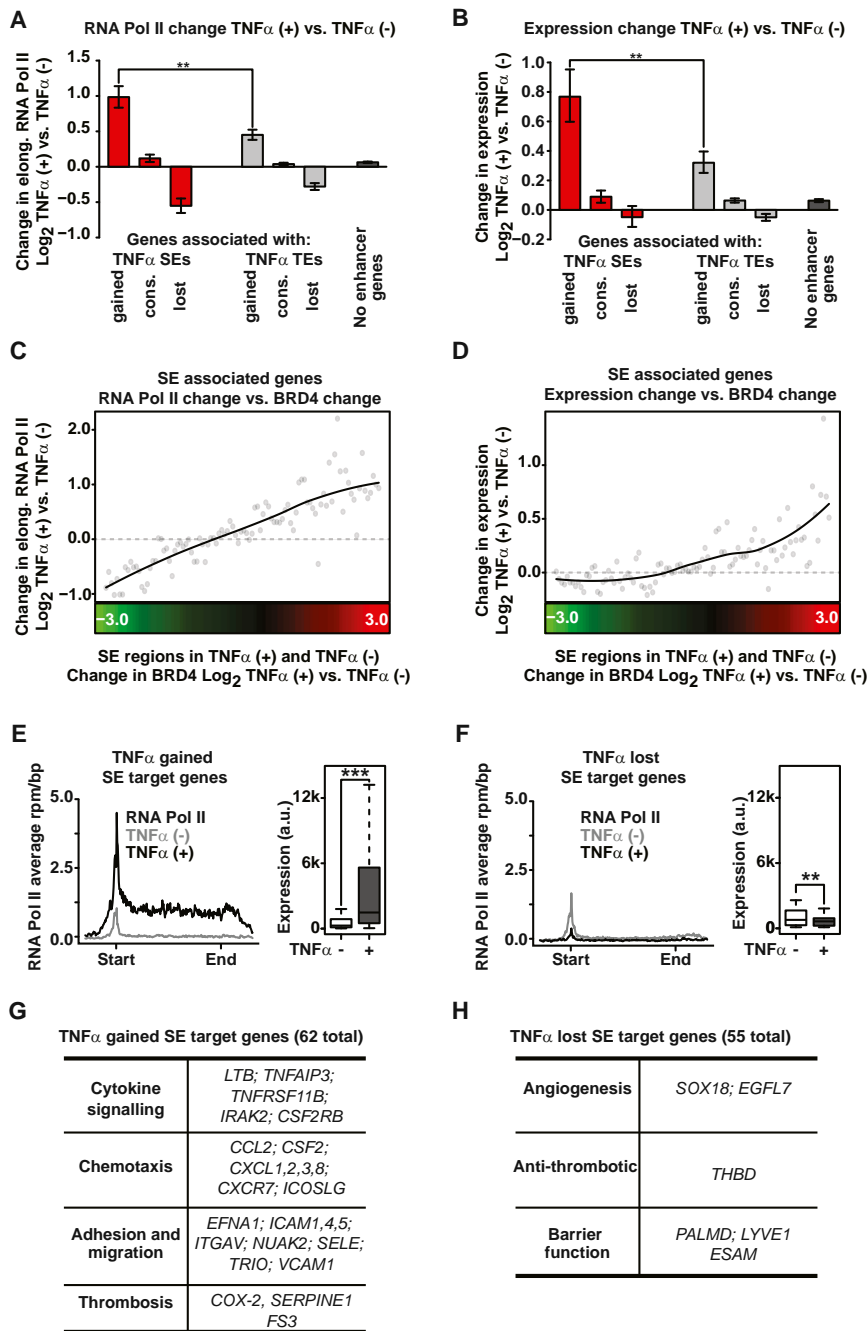 A
RNA Pol II change TNFα (+) vs. TNFα (-)
Change in elong. RNA Pol II
Log2 TNFα (+) vs. TNFα (-)
1.0
0.5
0.0
−0.5
−1.0
**
Genes associated with:
TNFα SEs
TNFα TEs
gained
cons.
lost
gained
cons.
lost
No enhancer
genes
B
Expression change TNFα (+) vs. TNFα (-)
Change in expression
Log2 TNFα (+) vs. TNFα (-)
1.0
0.8
0.6
0.4
0.2
0.0
−0.2
**
Genes associated with:
TNFα SEs
TNFα TEs
gained
cons.
lost
gained
cons.
lost
No enhancer
genes
C
SE associated genes
RNA Pol II change vs. BRD4 change
Change in elong. RNA Pol II
Log2 TNFα (+) vs. TNFα (-)
2.0
1.0
0.0
−1.0
−3.0
3.0
SE regions in TNFα (+) and TNFα (-)
Change in BRD4 Log2 TNFα (+) vs. TNFα (-)
D
SE associated genes
Expression change vs. BRD4 change
Change in expression
Log2 TNFα (+) vs. TNFα (-)
1.0
0.5
0.0
−3.0
3.0
SE regions in TNFα (+) and TNFα (-)
Change in BRD4 Log2 TNFα (+) vs. TNFα (-)
E
TNFα gained
SE target genes
RNA Pol II average rpm/bp
5.0
2.5
0.0
RNA Pol II
TNFα (-)
TNFα (+)
Start
End
Expression (a.u.)
12k
6k
0
***
TNFα - +
F
TNFα lost
SE target genes
RNA Pol II average rpm/bp
5.0
2.5
0.0
RNA Pol II
TNFα (-)
TNFα (+)
Start
End
Expression (a.u.)
12k
6k
0
**
TNFα - +
G
TNFα gained SE target genes (62 total)
Cytokine
signalling
LTB; TNFAIP3;
TNFRSF11B;
IRAK2; CSF2RB
Chemotaxis
CCL2; CSF2;
CXCL1,2,3,8;
CXCR7; ICOSLG
Adhesion and
migration
EFNA1; ICAM1,4,5;
ITGAV; NUAK2; SELE;
TRIO; VCAM1
Thrombosis
COX-2, SERPINE1
FS3
H
TNFα lost SE target genes (55 total)
Angiogenesis
SOX18; EGFL7
Anti-thrombotic
THBD
Barrier
function
PALMD; LYVE1
ESAM